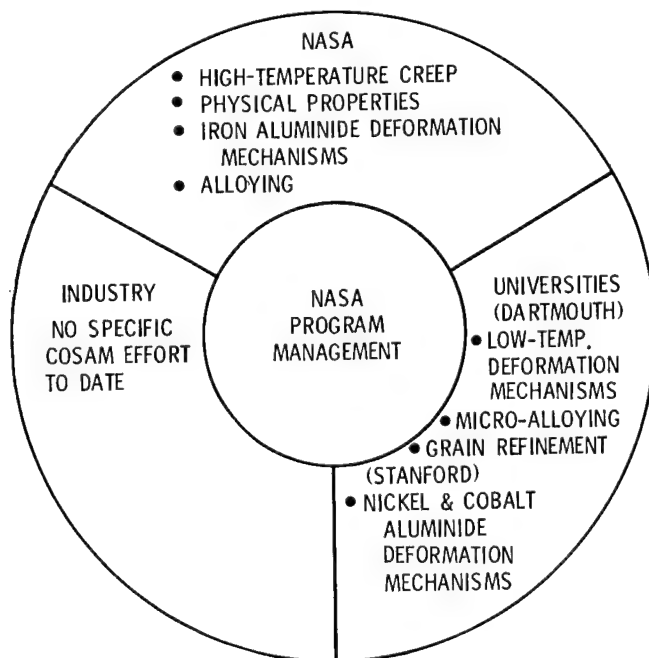 NASA
• HIGH-TEMPERATURE CREEP
• PHYSICAL PROPERTIES
• IRON ALUMINIDE DEFORMATION
MECHANISMS
• ALLOYING
INDUSTRY
NO SPECIFIC
COSAM EFFORT
TO DATE
NASA
PROGRAM
MANAGEMENT
UNIVERSITIES
(DARTMOUTH)
• LOW-TEMP.
DEFORMATION
MECHANISMS
• MICRO-ALLOYING
• GRAIN REFINEMENT
(STANFORD)
• NICKEL & COBALT
ALUMINIDE
DEFORMATION
MECHANISMS